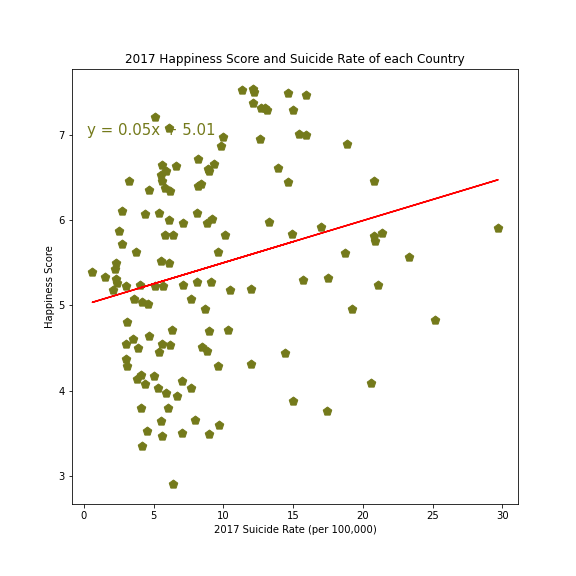 2017 Happiness Score and Suicide Rate of each Country
y = 0.05x + 5.01
Happiness Score
7
6
5
4
3
0 5 10 15 20 25 30
2017 Suicide Rate (per 100,000)